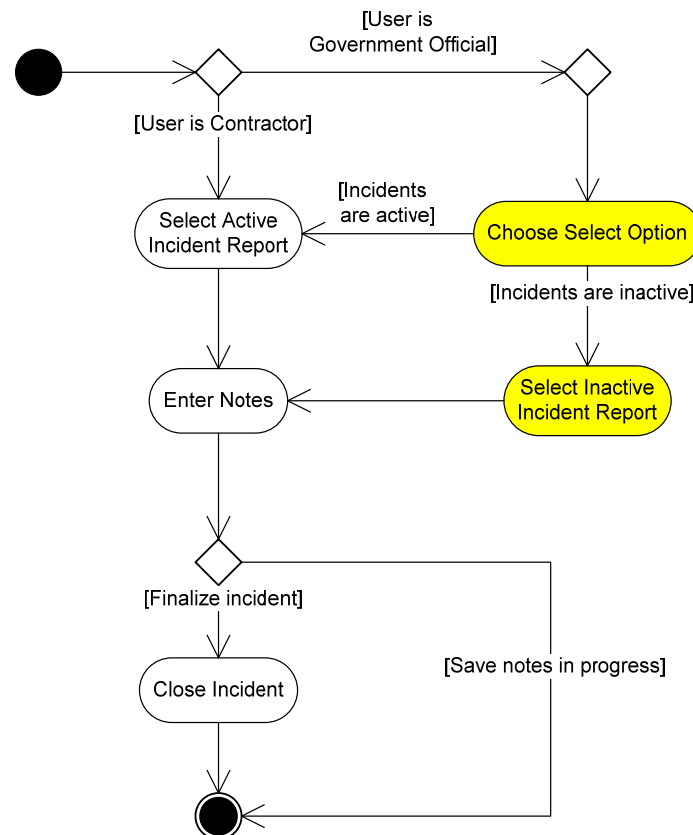 [User is
Government Official]
[User is Contractor]
[Incidents
are active]
Select Active
Incident Report
Choose Select Option
[Incidents are inactive]
Enter Notes
Select Inactive
Incident Report
[Finalize incident]
[Save notes in progress]
Close Incident